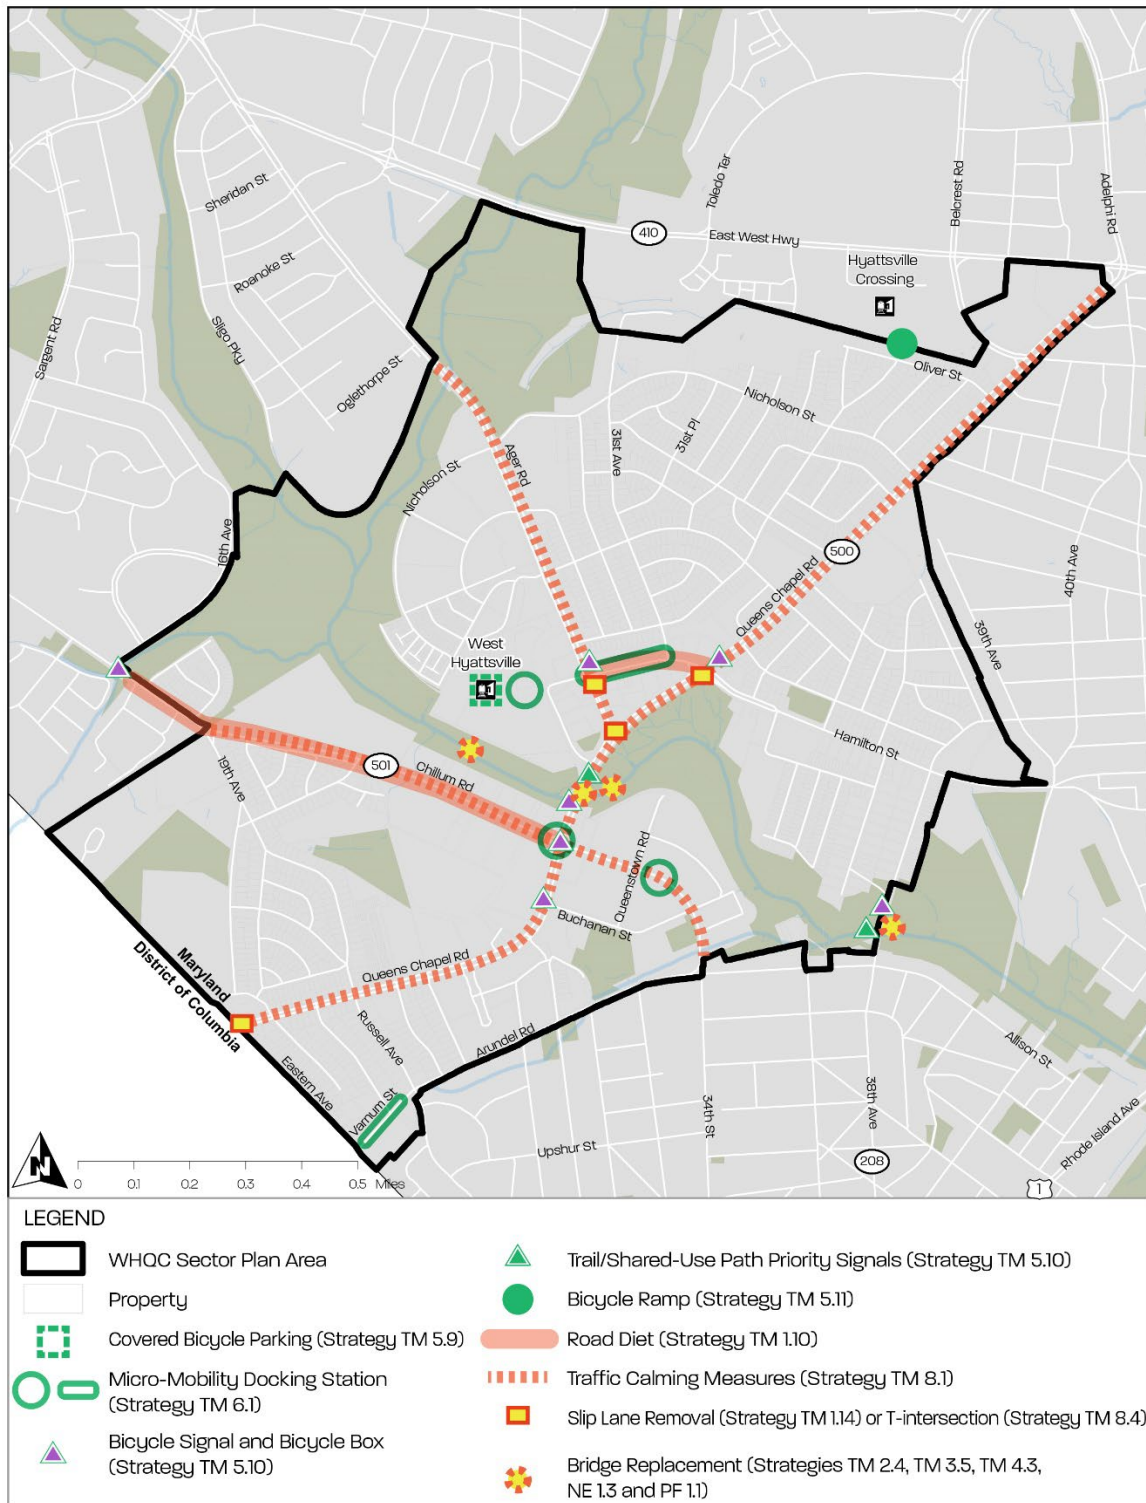 Sheridan St
Roanoke St
Sligo Pky
Sargent Rd
Oglethorpe St
Toledo Ter
Belcrest Rd
Adelphi Rd
410
East West Hwy
Hyattsville
Crossing
Oliver St
Nicholson St
31st Pl
31st Ave
Ager Rd
Nicholson St
16th Ave
500
Queens Chapel Rd
40th Ave
39th Ave
West
Hyattsville
Hamilton St
501
Chillum Rd
19th Ave
Queenstown Rd
Buchanan St
Queens Chapel Rd
Maryland
District of Columbia
Russell Ave
Arundel Rd
Eastern Ave
Varnum St
Allison St
34th St
38th Ave
Upshur St
208
Rhode Island Ave
1
N
0 0.1 0.2 0.3 0.4 0.5 Miles
LEGEND
WHQC Sector Plan Area
Property
Covered Bicycle Parking (Strategy TM 5.9)
Micro-Mobility Docking Station
(Strategy TM 6.1)
Bicycle Signal and Bicycle Box
(Strategy TM 5.10)
Trail/Shared-Use Path Priority Signals (Strategy TM 5.10)
Bicycle Ramp (Strategy TM 5.11)
Road Diet (Strategy TM 1.10)
Traffic Calming Measures (Strategy TM 8.1)
Slip Lane Removal (Strategy TM 1.14) or T-intersection (Strategy TM 8.4)
Bridge Replacement (Strategies TM 2.4, TM 3.5, TM 4.3,
NE 1.3 and PF 1.1)